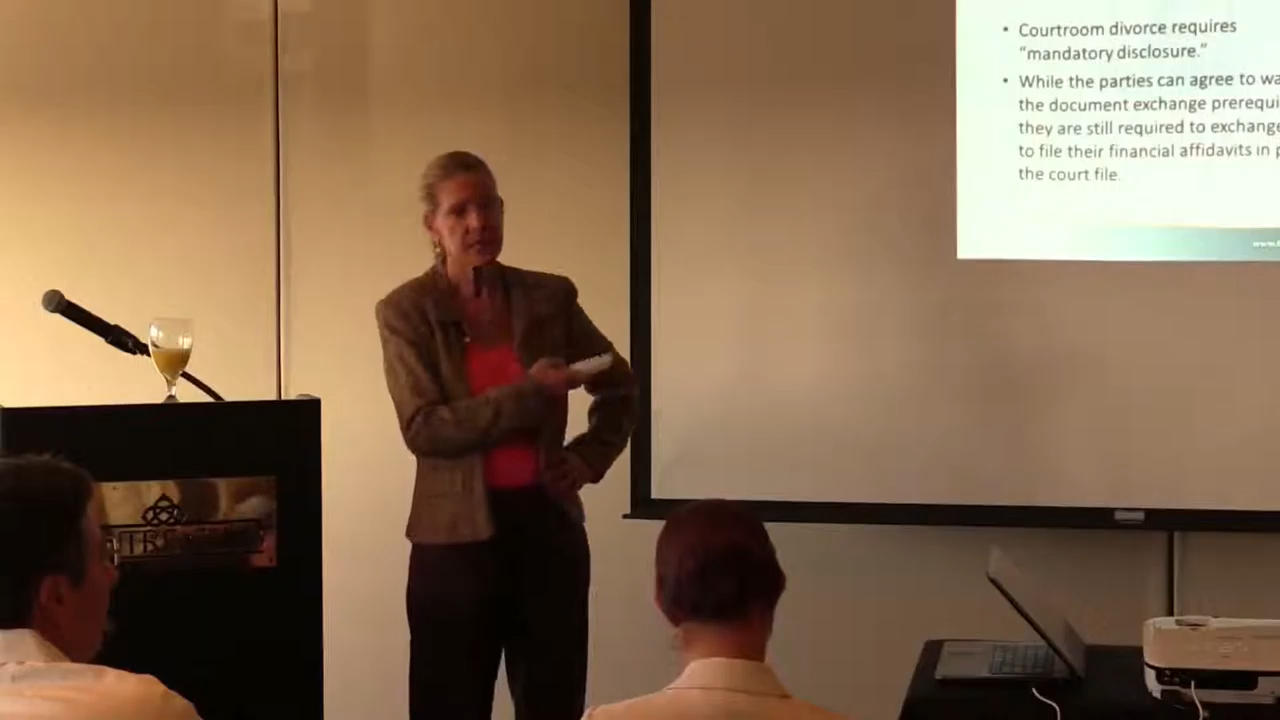 • Courtroom divorce requires
“mandatory disclosure.”
• While the parties can agree to wa
the document exchange prerequi
they are still required to exchange
to file their financial affidavits in p
the court file.